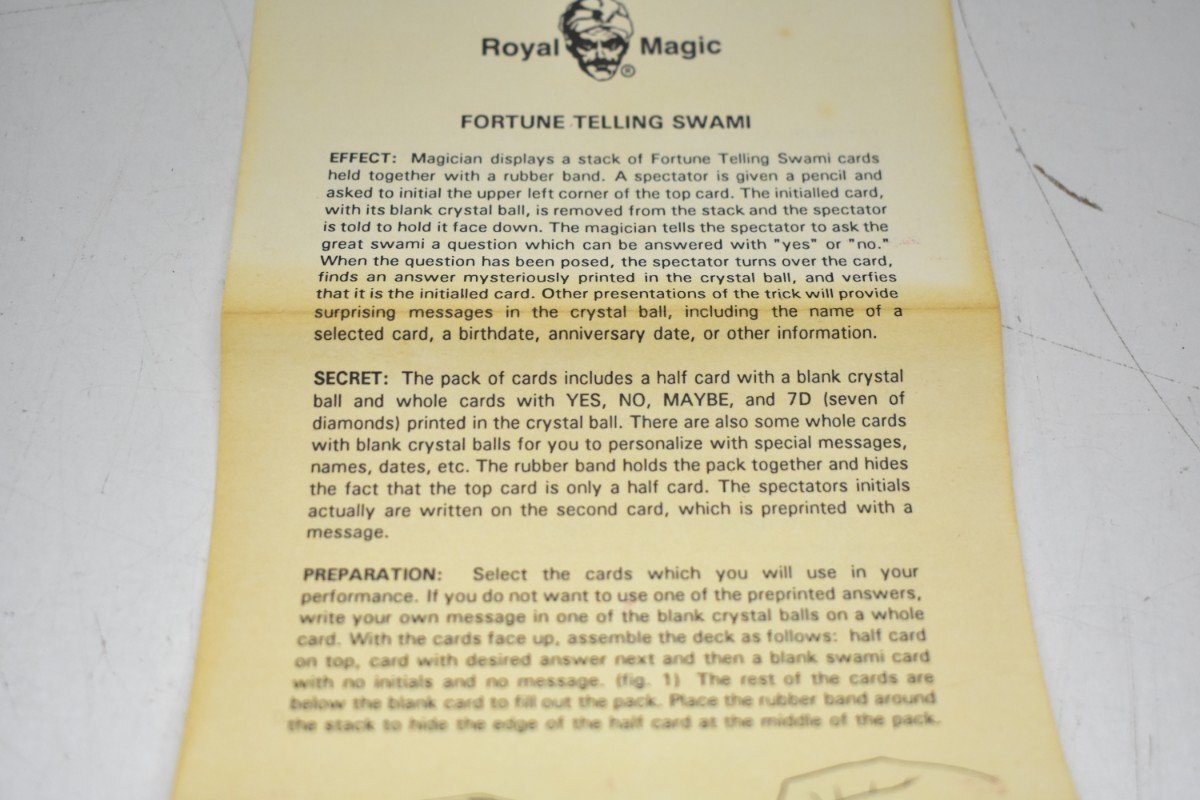 Royal Magic ®
FORTUNE TELLING SWAMI
EFFECT: Magician displays a stack of Fortune Telling Swami cards
held together with a rubber band. A spectator is given a pencil and
asked to initial the upper left corner of the top card. The initialled card,
with its blank crystal ball, is removed from the stack and the spectator
is told to hold it face down. The magician tells the spectator to ask the
great swami a question which can be answered with "yes" or "no."
When the question has been posed, the spectator turns over the card,
finds an answer mysteriously printed in the crystal ball, and verfies
that it is the initialled card. Other presentations of the trick will provide
surprising messages in the crystal ball, including the name of a
selected card, a birthdate, anniversary date, or other information.
SECRET: The pack of cards includes a half card with a blank crystal
ball and whole cards with YES, NO, MAYBE, and 7D (seven of
diamonds) printed in the crystal ball. There are also some whole cards
with blank crystal balls for you to personalize with special messages,
names, dates, etc. The rubber band holds the pack together and hides
the fact that the top card is only a half card. The spectators initials
actually are written on the second card, which is preprinted with a
message.
PREPARATION: Select the cards which you will use in your
performance. If you do not want to use one of the preprinted answers,
write your own message in one of the blank crystal balls on a whole
card. With the cards face up, assemble the deck as follows: half card
on top, card with desired answer next and then a blank swami card
with no initials and no message. (fig. 1) The rest of the cards are
below the blank card to fill out the pack. Place the rubber band around
the stack to hide the edge of the half card at the middle of the pack.